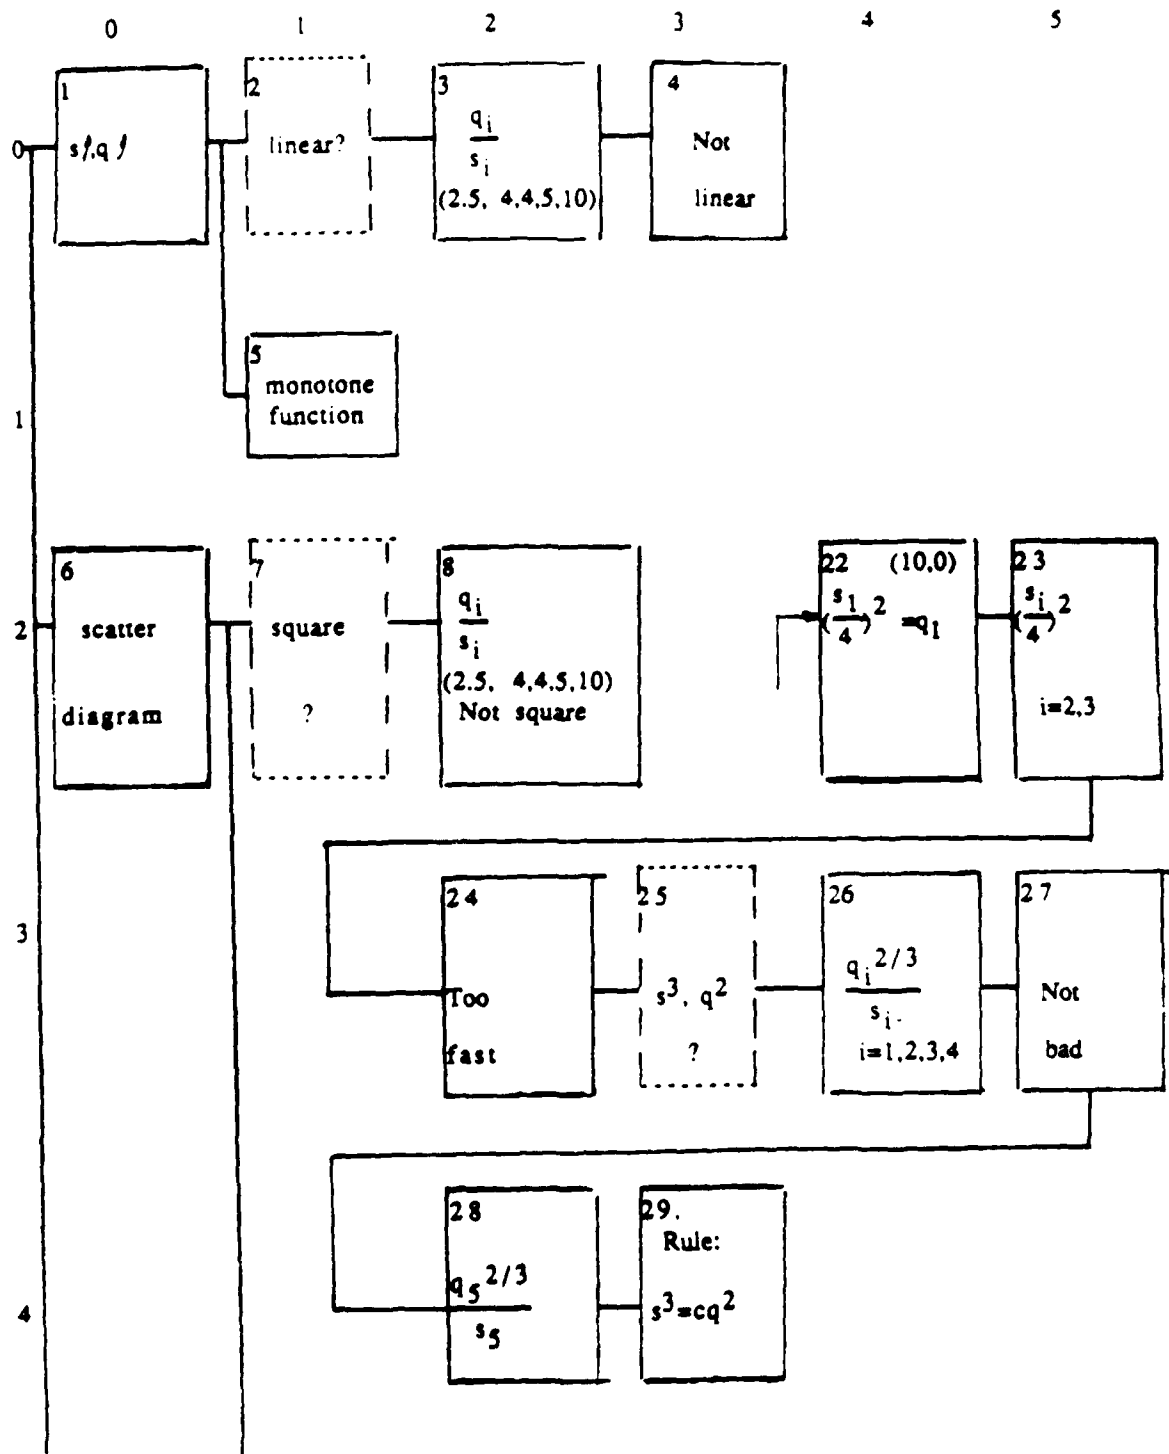 0 1 2 3 4 5
0
1
s↑,q↑
2
linear?
3
q_i
s_i
(2.5, 4,4,5,10)
4
Not
linear
1
5
monotone
function
2
6
scatter
diagram
7
square
?
8
q_i
s_i
(2.5, 4,4,5,10)
Not square
22 (10,0)
(s_1/4)^2 =q_1
23
(s_i/4)^2
i=2,3
3
24
Too
fast
25
s^3, q^2
?
26
q_i^2/3
s_i.
i=1,2,3,4
27
Not
bad
4
28
q_5^2/3
s_5
29.
Rule:
s^3=cq^2